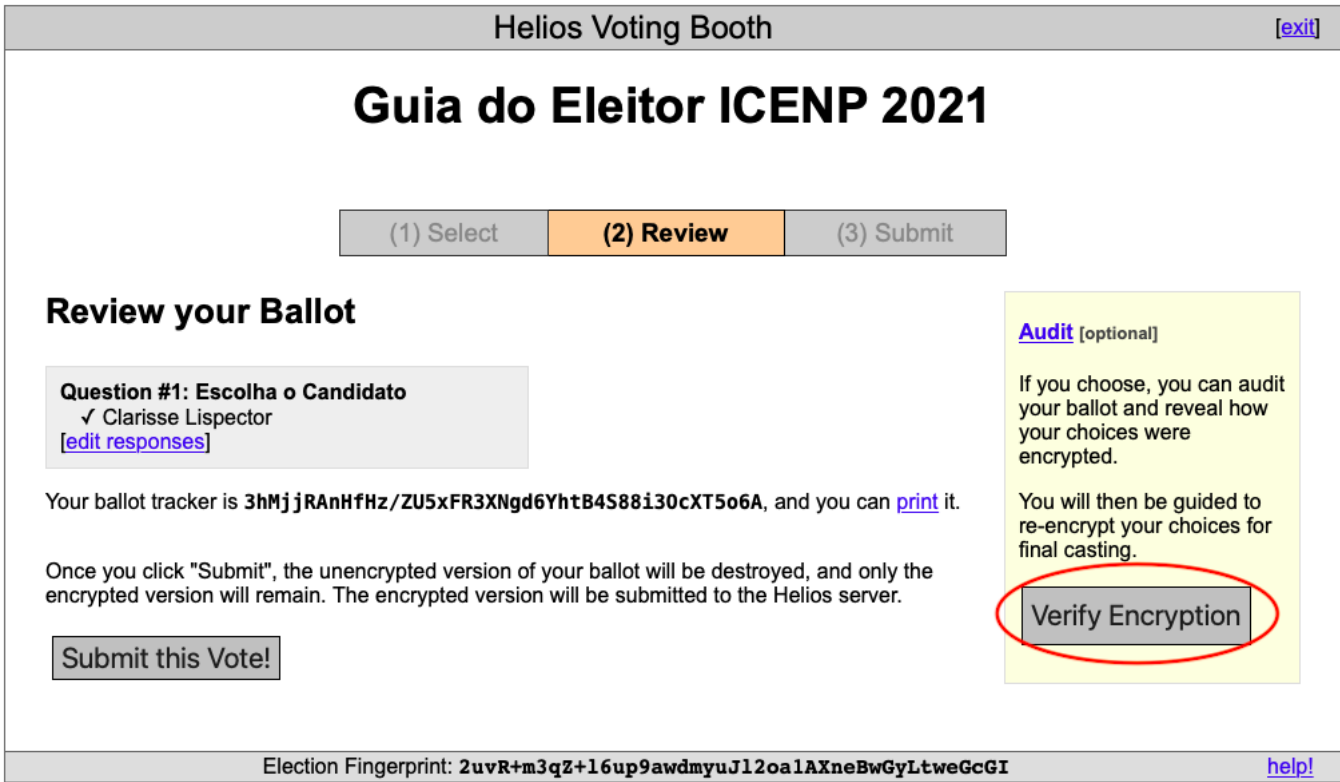 Helios Voting Booth
[exit]
Guia do Eleitor ICENP 2021
(1) Select
(2) Review
(3) Submit
Review your Ballot
Question #1: Escolha o Candidato
✓ Clarisse Lispector
[edit responses]
Your ballot tracker is 3hMjjRAnHfHz/ZU5xFR3XNgd6YhtB4S88i3OcXT5o6A, and you can print it.
Once you click "Submit", the unencrypted version of your ballot will be destroyed, and only the
encrypted version will remain. The encrypted version will be submitted to the Helios server.
Submit this Vote!
Audit [optional]
If you choose, you can audit
your ballot and reveal how
your choices were
encrypted.
You will then be guided to
re-encrypt your choices for
final casting.
Verify Encryption
Election Fingerprint: 2uvR+m3qZ+l6up9awdmyuJl2oalAXneBwGyLtweGcGI
help!